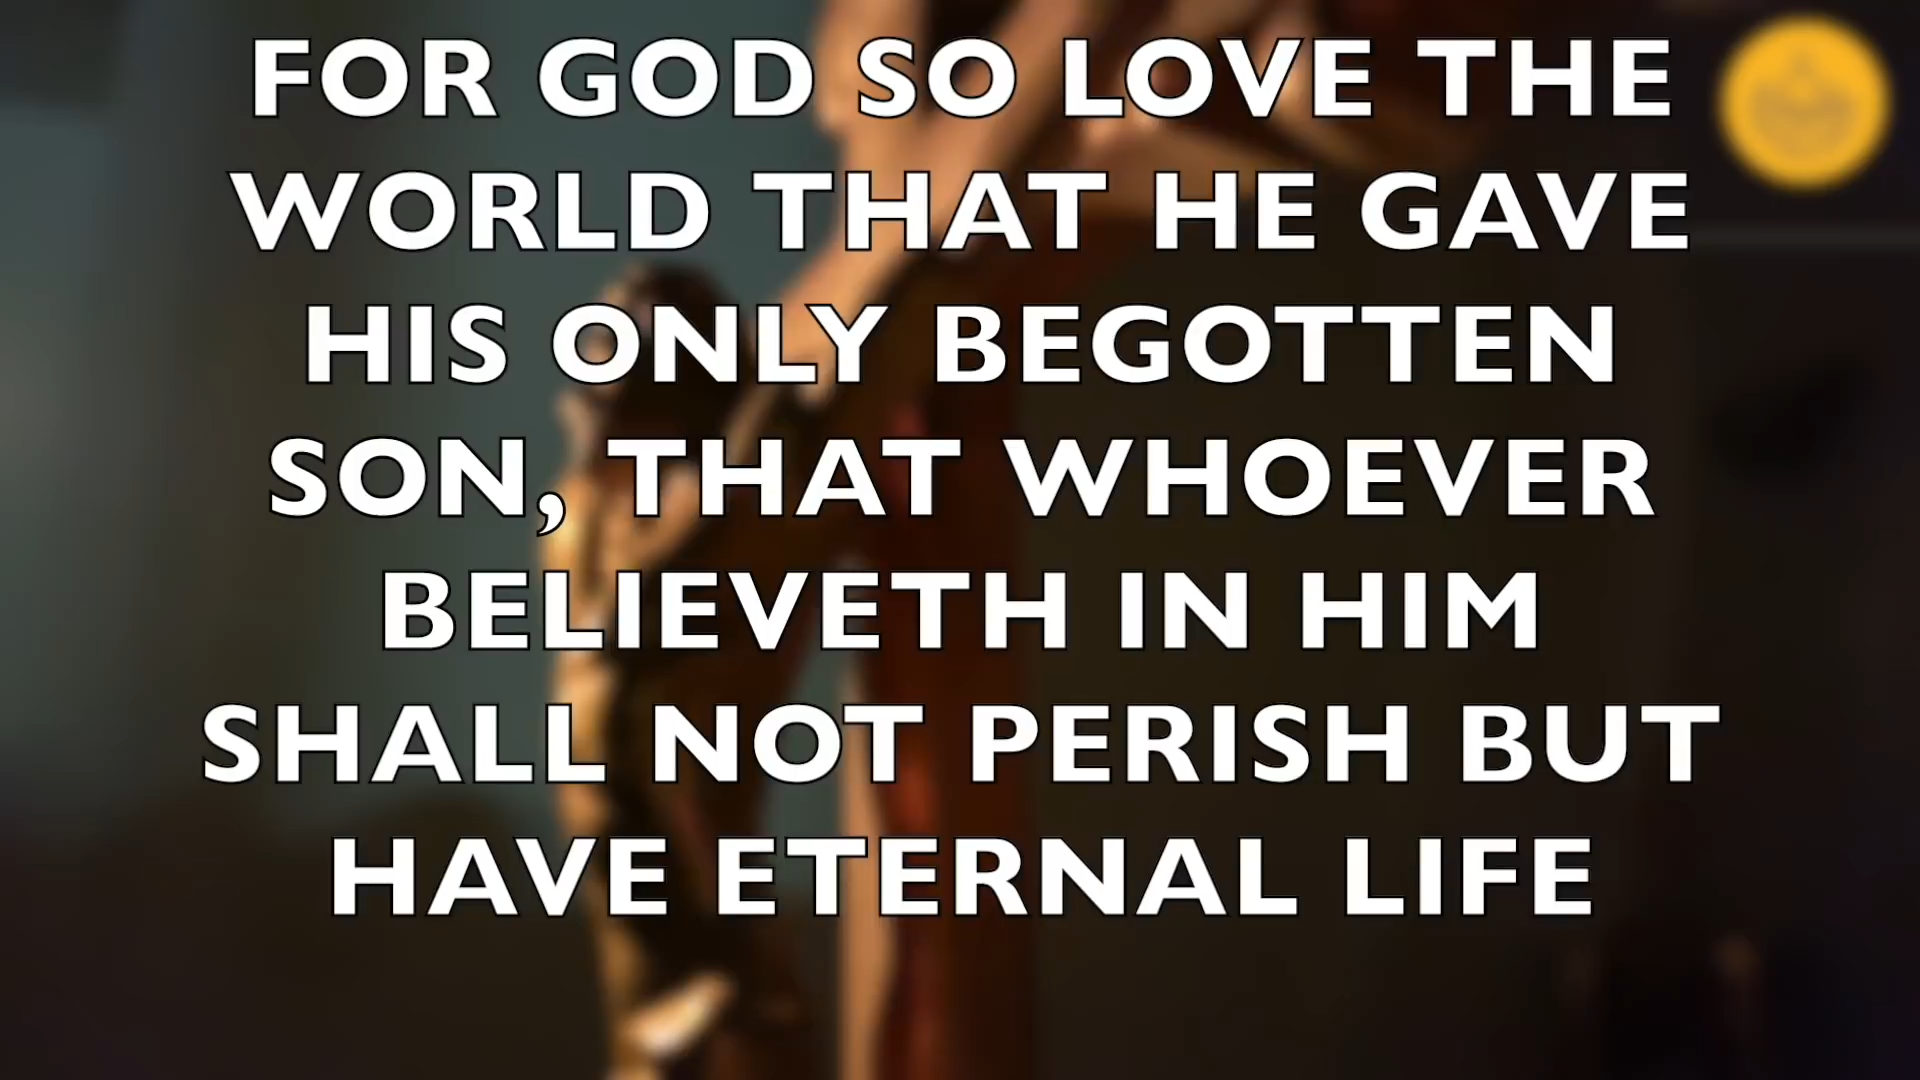 FOR GOD SO LOVE THE
WORLD THAT HE GAVE
HIS ONLY BEGOTTEN
SON, THAT WHOEVER
BELIEVETH IN HIM
SHALL NOT PERISH BUT
HAVE ETERNAL LIFE